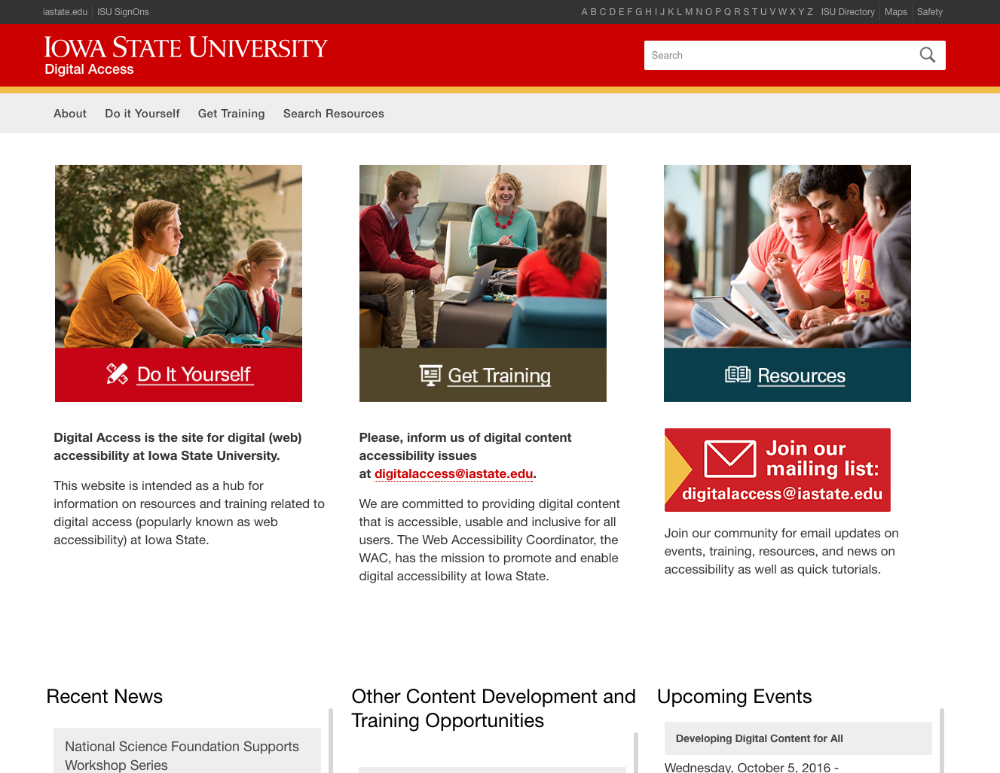 iastate.edu ISU SignOns
A B C D E F G H I J K L M N O P Q R S T U V W X Y Z ISU Directory Maps Safety
IOWA STATE UNIVERSITY
Digital Access
Search
About Do it Yourself Get Training Search Resources
Do It Yourself
Get Training
Resources
Digital Access is the site for digital (web)
accessibility at Iowa State University.
This website is intended as a hub for
information on resources and training related to
digital access (popularly known as web
accessibility) at Iowa State.
Please, inform us of digital content
accessibility issues
at digitalaccess@iastate.edu.
We are committed to providing digital content
that is accessible, usable and inclusive for all
users. The Web Accessibility Coordinator, the
WAC, has the mission to promote and enable
digital accessibility at Iowa State.
Join our
mailing list:
digitalaccess@iastate.edu
Join our community for email updates on
events, training, resources, and news on
accessibility as well as quick tutorials.
Recent News
National Science Foundation Supports
Workshop Series
Other Content Development and
Training Opportunities
Upcoming Events
Developing Digital Content for All
Wednesday, October 5, 2016 -